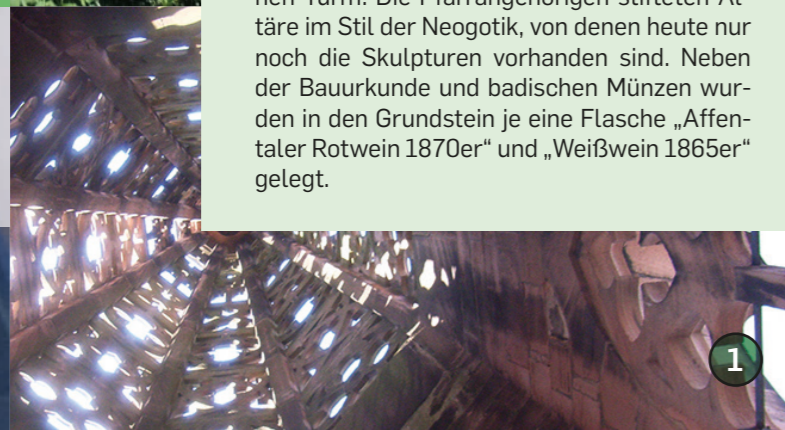 nen Turm. Die Pfarrangehörigen stifteten Al-
täre im Stil der Neogotik, von denen heute nur
noch die Skulpturen vorhanden sind. Neben
der Bauurkunde und badischen Münzen wur-
den in den Grundstein je eine Flasche „Affen-
taler Rotwein 1870er“ und „Weißwein 1865er“
gelegt.
1